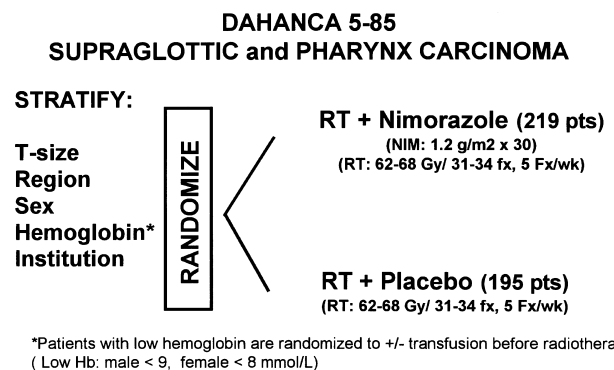 DAHANCA 5-85
SUPRAGLOTTIC and PHARYNX CARCINOMA
STRATIFY:
T-size
Region
Sex
Hemoglobin*
Institution
RANDOMIZE
RT + Nimorazole (219 pts)
(NIM: 1.2 g/m2 x 30)
(RT: 62-68 Gy/ 31-34 fx, 5 Fx/wk)
RT + Placebo (195 pts)
(RT: 62-68 Gy/ 31-34 fx, 5 Fx/wk)
*Patients with low hemoglobin are randomized to +/- transfusion before radiothera
( Low Hb: male < 9, female < 8 mmol/L)